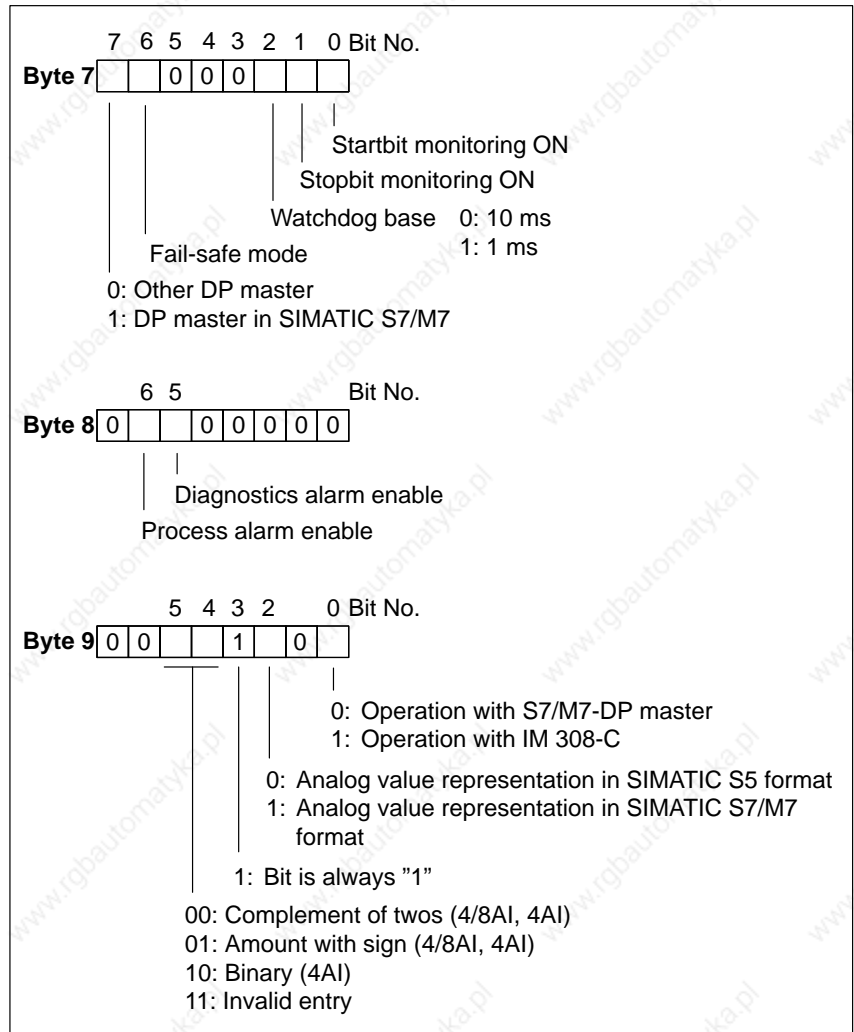 7 6 5 4 3 2 1 0 Bit No.
Byte 7 0 0 0
Startbit monitoring ON
Stopbit monitoring ON
Watchdog base 0: 10 ms
1: 1 ms
Fail-safe mode
0: Other DP master
1: DP master in SIMATIC S7/M7
6 5 Bit No.
Byte 8 0 0 0 0 0 0
Diagnostics alarm enable
Process alarm enable
5 4 3 2 0 Bit No.
Byte 9 0 0 1 0
0: Operation with S7/M7-DP master
1: Operation with IM 308-C
0: Analog value representation in SIMATIC S5 format
1: Analog value representation in SIMATIC S7/M7
format
1: Bit is always ”1”
00: Complement of twos (4/8AI, 4AI)
01: Amount with sign (4/8AI, 4AI)
10: Binary (4AI)
11: Invalid entry
www.rgbautomatyka.pl